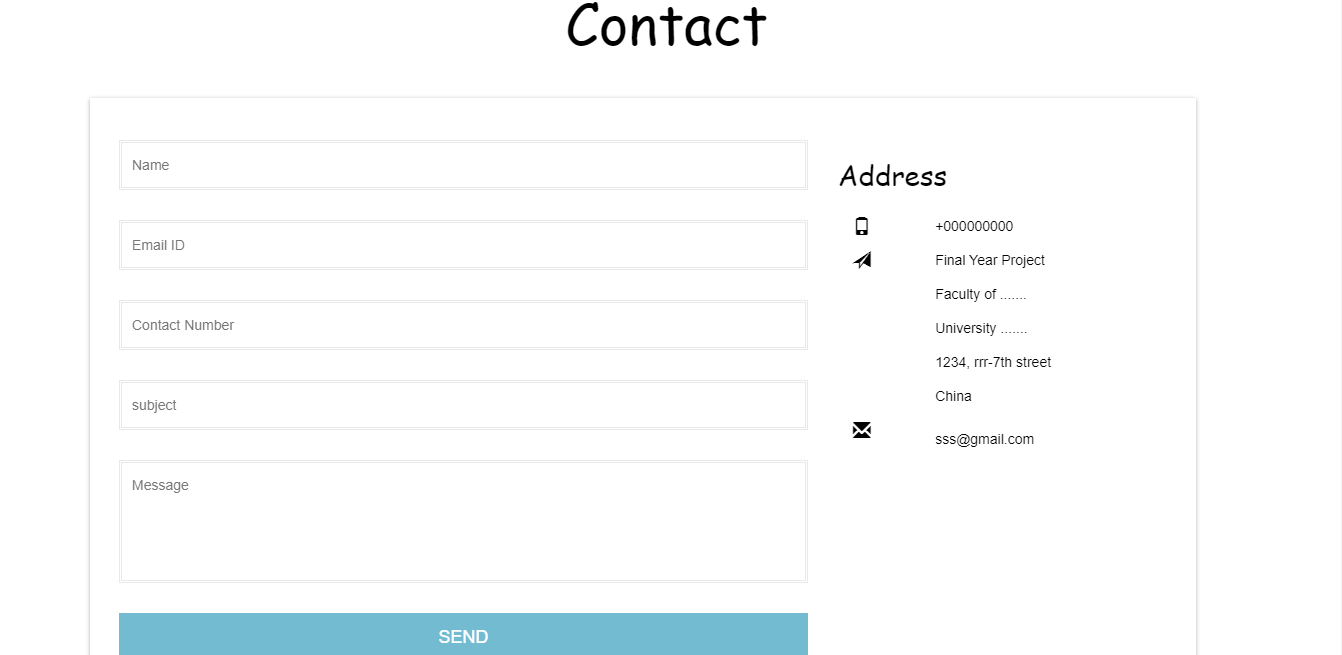 Contact
Name
Email ID
Contact Number
subject
Message
SEND
Address
+000000000
Final Year Project
Faculty of .......
University .......
1234, rrr-7th street
China
sss@gmail.com